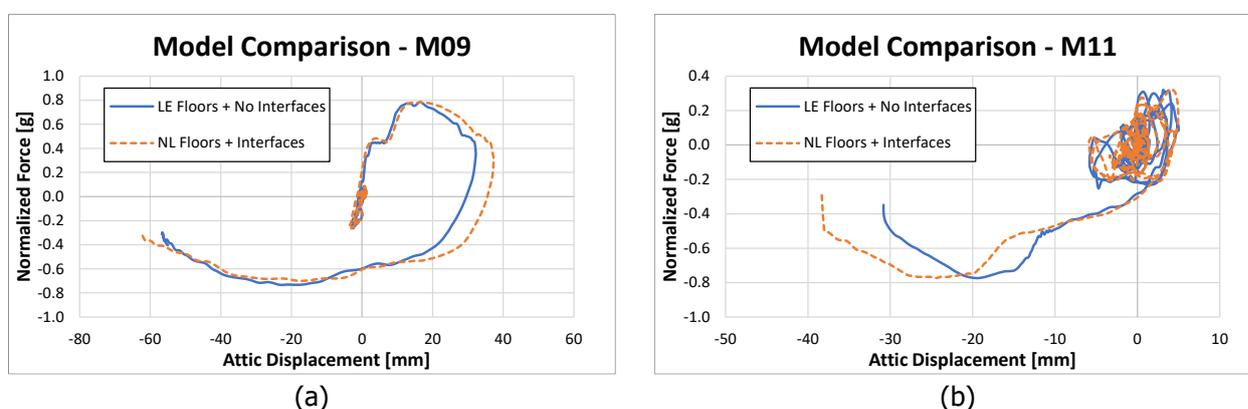 Model Comparison - M09
1.0
0.8
0.6
0.4
0.2
0.0
-0.2
-0.4
-0.6
-0.8
-1.0
Normalized Force [g]
LE Floors + No Interfaces
NL Floors + Interfaces
-80 -60 -40 -20 0 20 40 60
Attic Displacement [mm]
(a)
Model Comparison - M11
0.4
0.2
0.0
-0.2
-0.4
-0.6
-0.8
-1.0
Normalized Force [g]
LE Floors + No Interfaces
NL Floors + Interfaces
-50 -40 -30 -20 -10 0 10
Attic Displacement [mm]
(b)